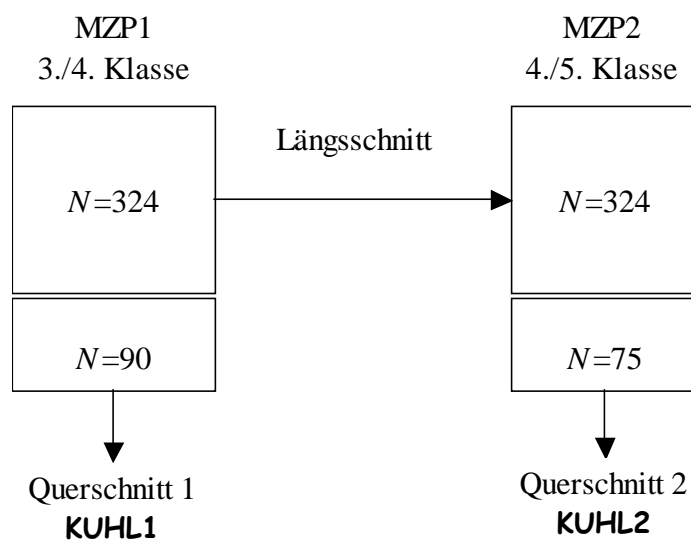 MZP1
3./4. Klasse
MZP2
4./5. Klasse
Längsschnitt
N=324
N=324
N=90
N=75
Querschnitt 1
KUHL1
Querschnitt 2
KUHL2